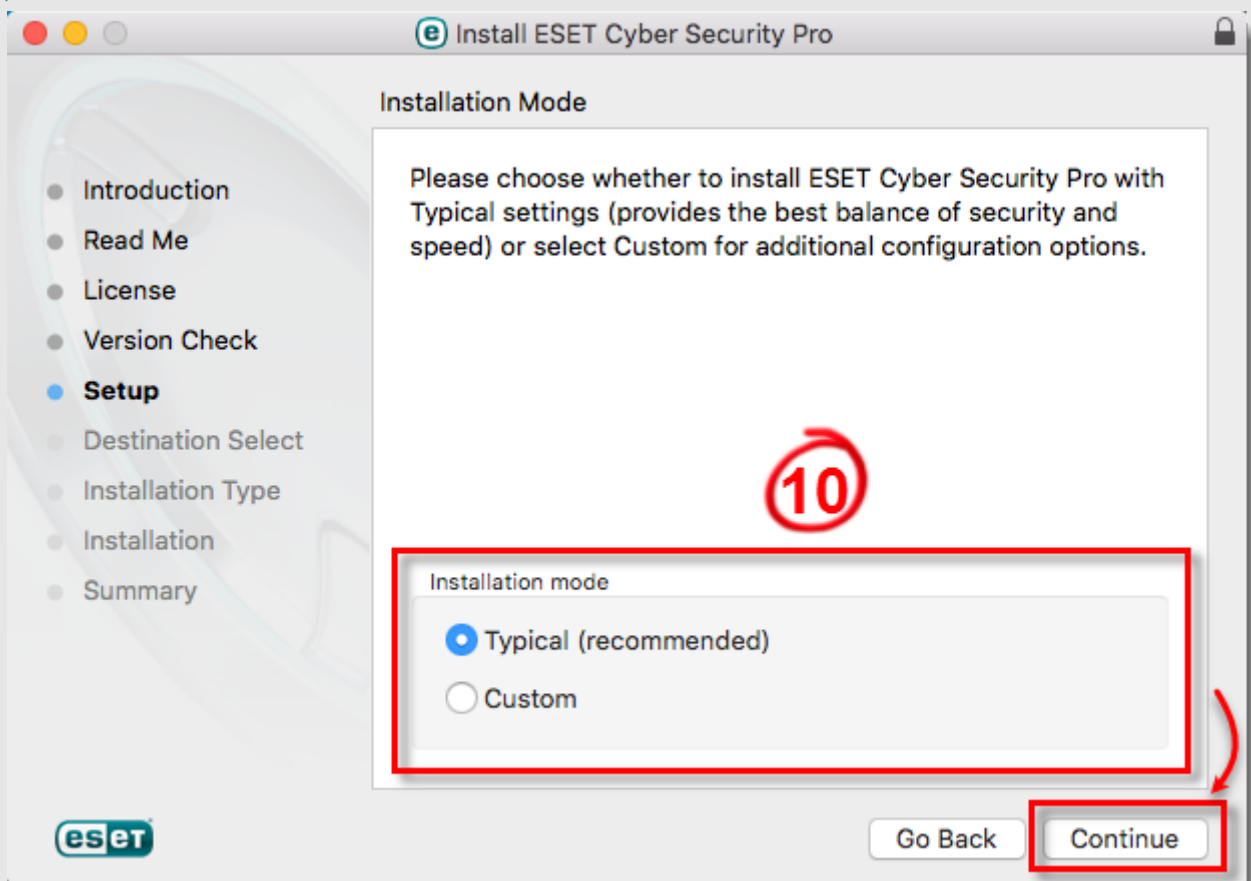 Install ESET Cyber Security Pro
Installation Mode
Introduction
Read Me
License
Version Check
Setup
Destination Select
Installation Type
Installation
Summary
Please choose whether to install ESET Cyber Security Pro with
Typical settings (provides the best balance of security and
speed) or select Custom for additional configuration options.
10
Installation mode
Typical (recommended)
Custom
eset
Go Back
Continue